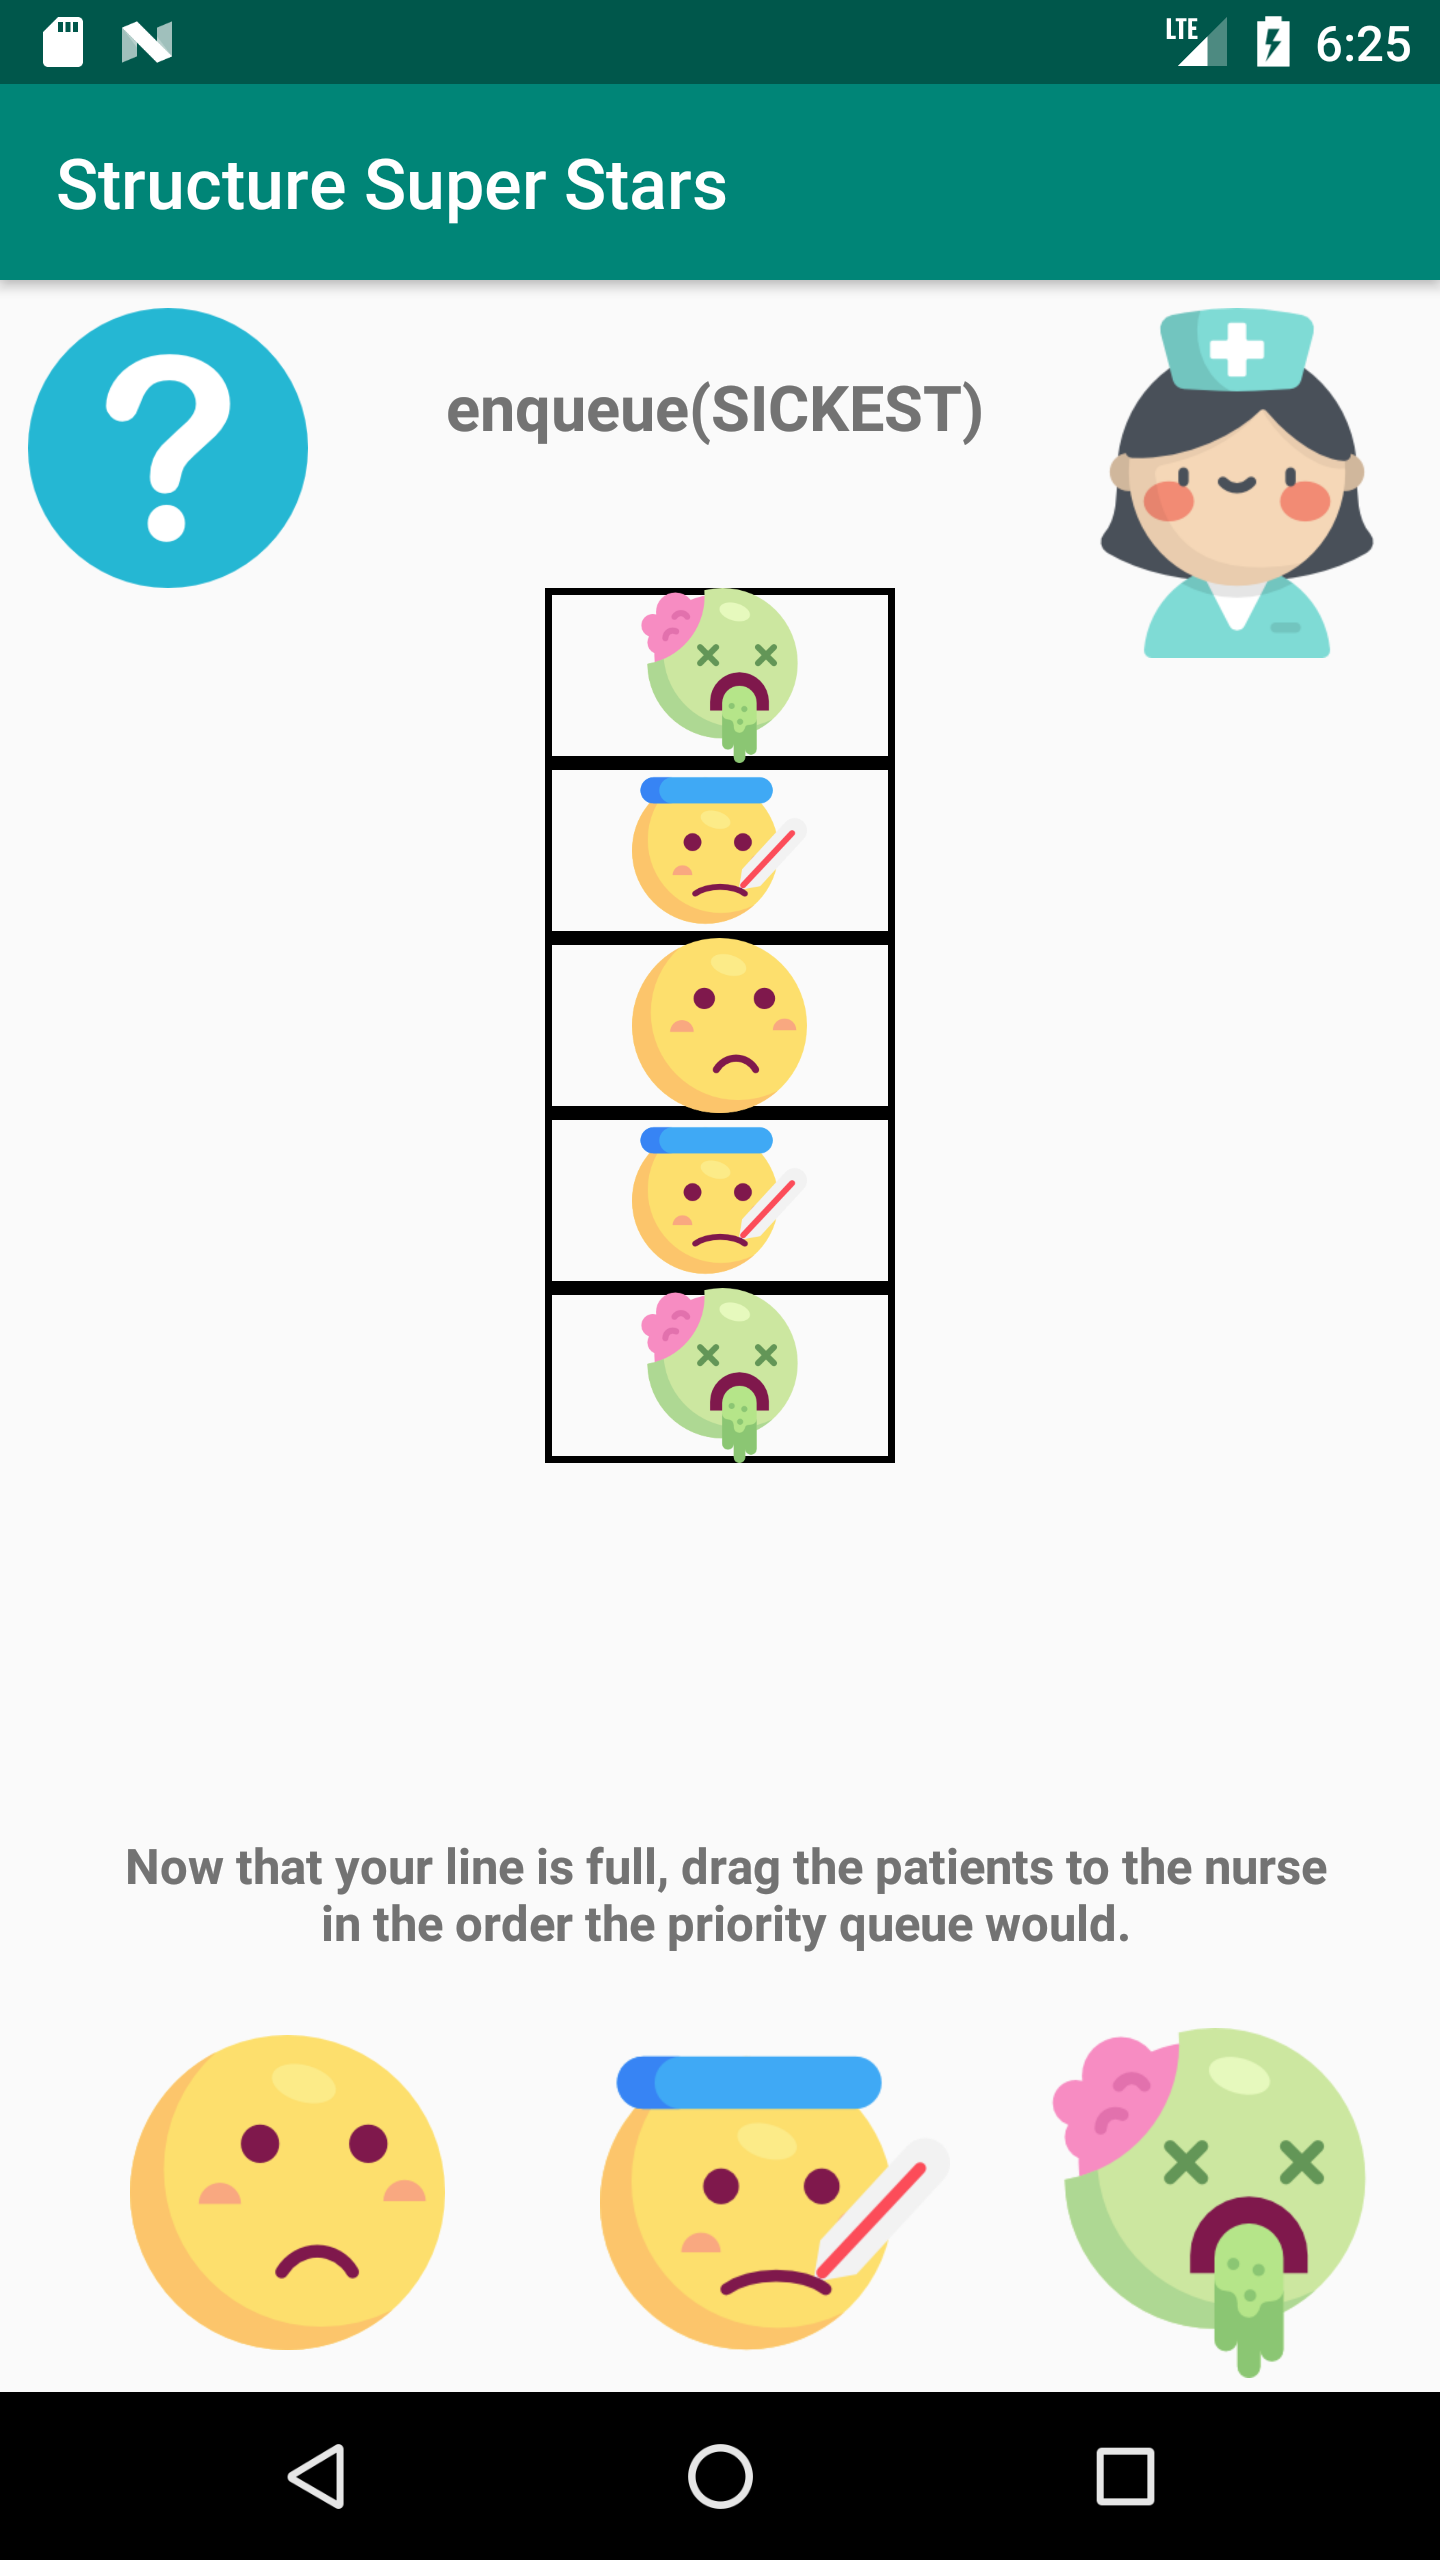 LTE 6:25
Structure Super Stars
enqueue(SICKEST)
Now that your line is full, drag the patients to the nurse
in the order the priority queue would.